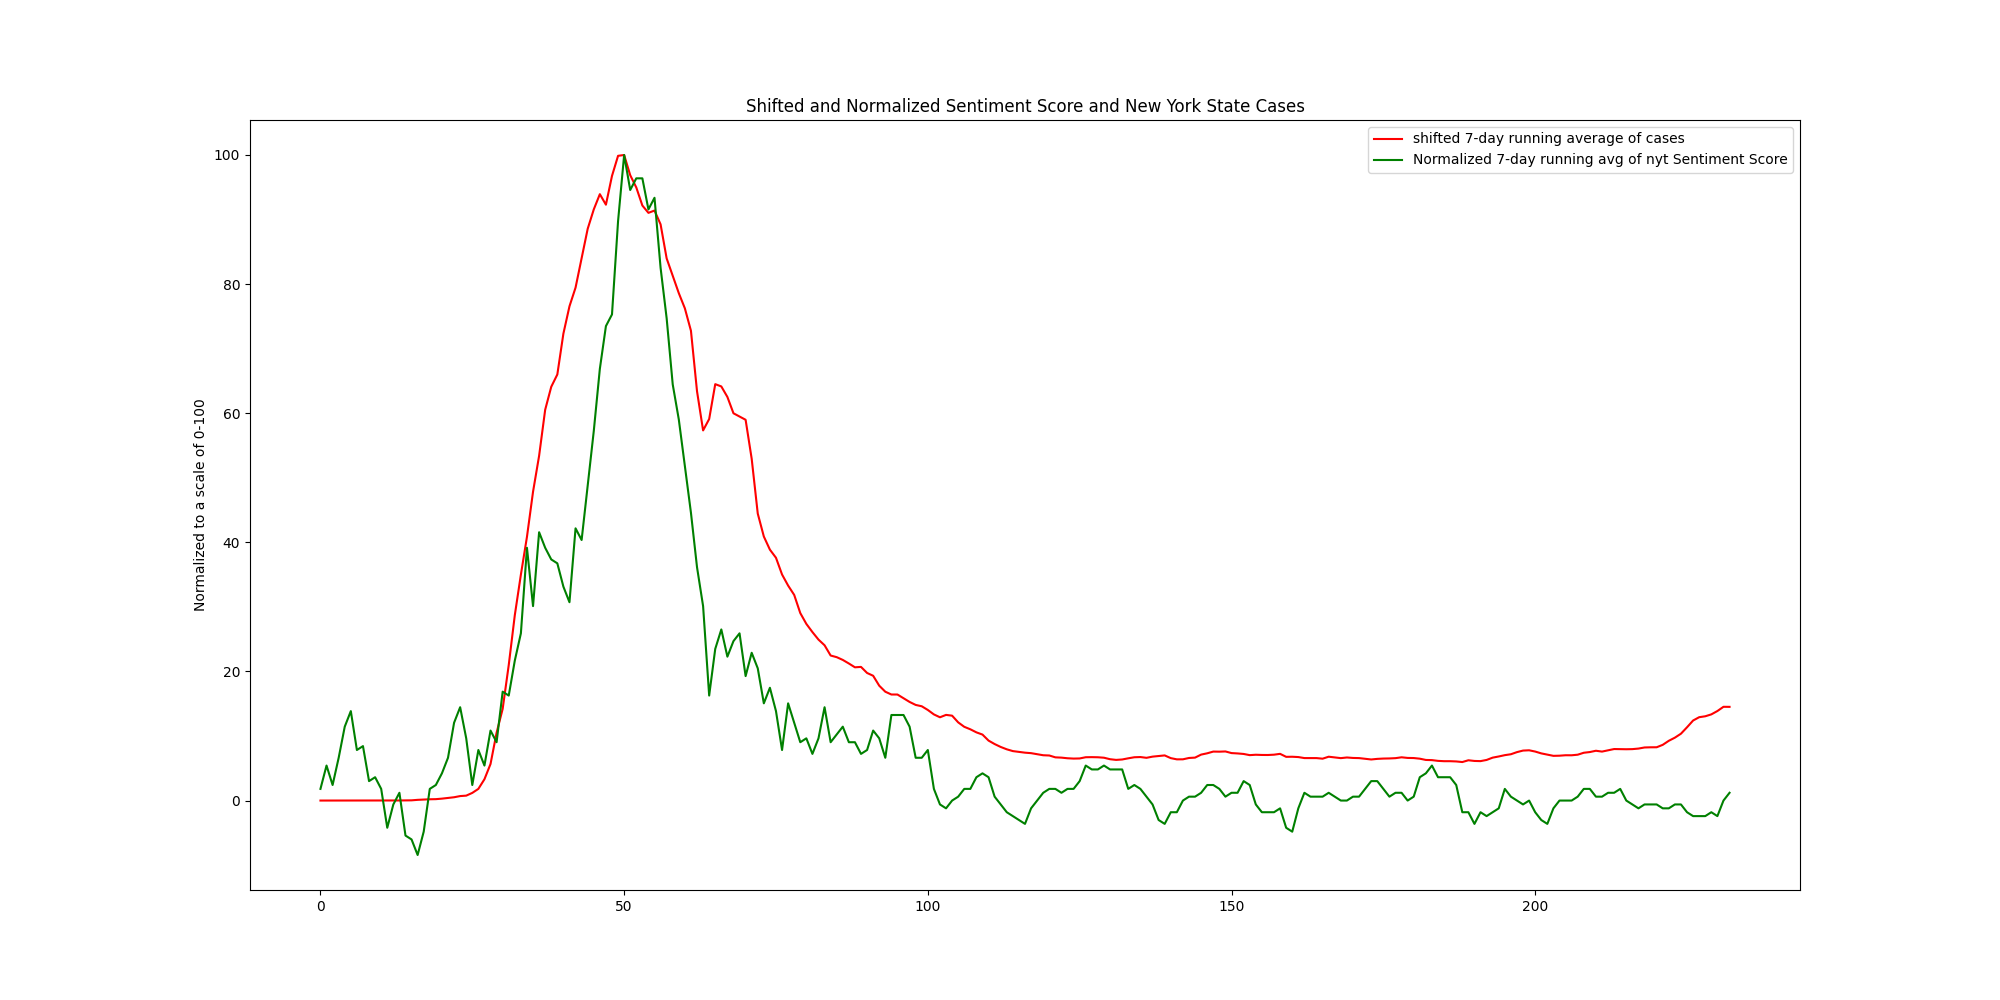 Shifted and Normalized Sentiment Score and New York State Cases
shifted 7-day running average of cases
Normalized 7-day running avg of nyt Sentiment Score
Normalized to a scale of 0-100
100
80
60
40
20
0
0 50 100 150 200